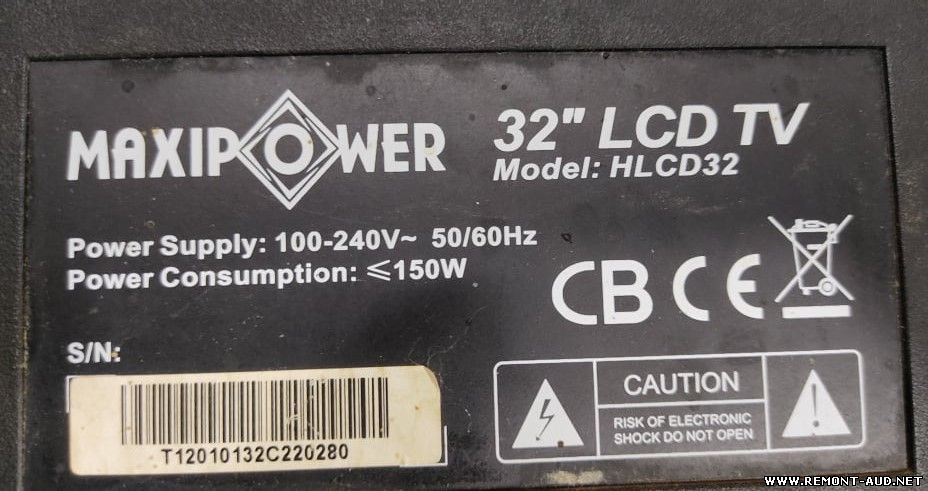 MAXIPOWER
32" LCD TV
Model: HLCD32
Power Supply: 100-240V~ 50/60Hz
Power Consumption: ≤150W
CB CE
S/N:
T12010132C220280
CAUTION
RISK OF ELECTRONIC
SHOCK DO NOT OPEN
WWW.REMONT-AUD.NET